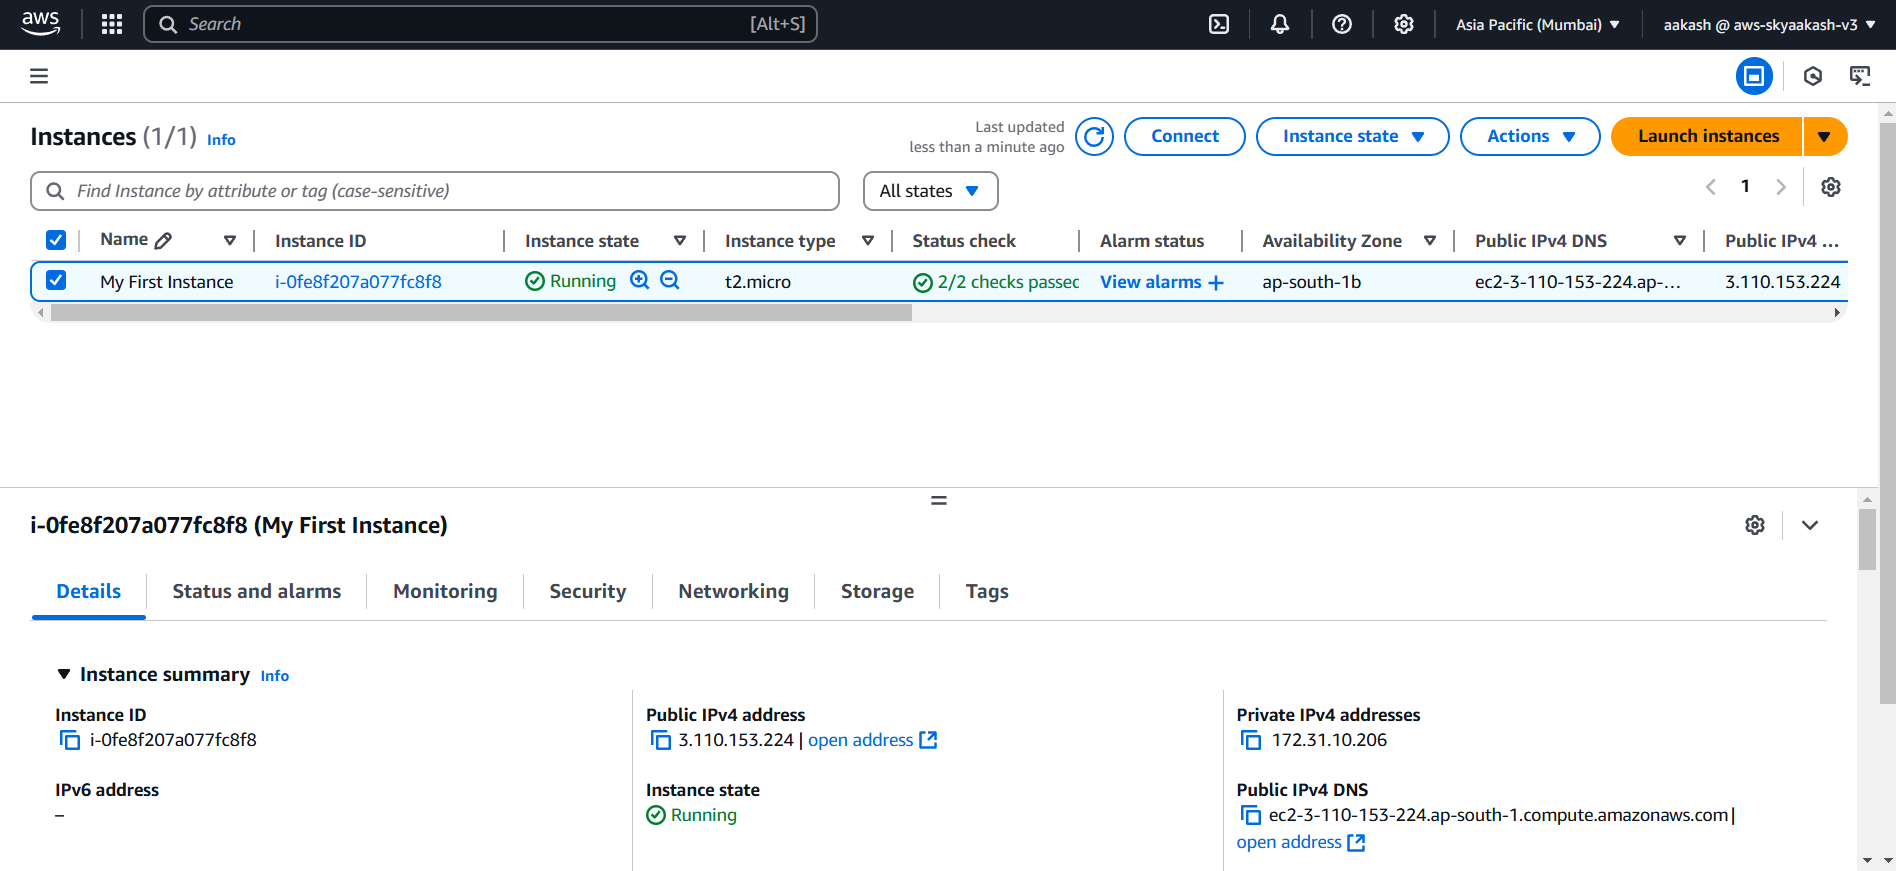 aws
Search [Alt+S]
Asia Pacific (Mumbai)
aakash @ aws-skyaakash-v3
Instances (1/1) Info
Last updated
less than a minute ago
Connect
Instance state
Actions
Launch instances
Find Instance by attribute or tag (case-sensitive)
All states
1
Name Instance ID Instance state Instance type Status check Alarm status Availability Zone Public IPv4 DNS Public IPv4 ...
My First Instance i-0fe8f207a077fc8f8 Running t2.micro 2/2 checks passec View alarms + ap-south-1b ec2-3-110-153-224.ap-... 3.110.153.224
i-0fe8f207a077fc8f8 (My First Instance)
Details Status and alarms Monitoring Security Networking Storage Tags
Instance summary Info
Instance ID
i-0fe8f207a077fc8f8
IPv6 address
–
Public IPv4 address
3.110.153.224 | open address
Instance state
Running
Private IPv4 addresses
172.31.10.206
Public IPv4 DNS
ec2-3-110-153-224.ap-south-1.compute.amazonaws.com |
open address